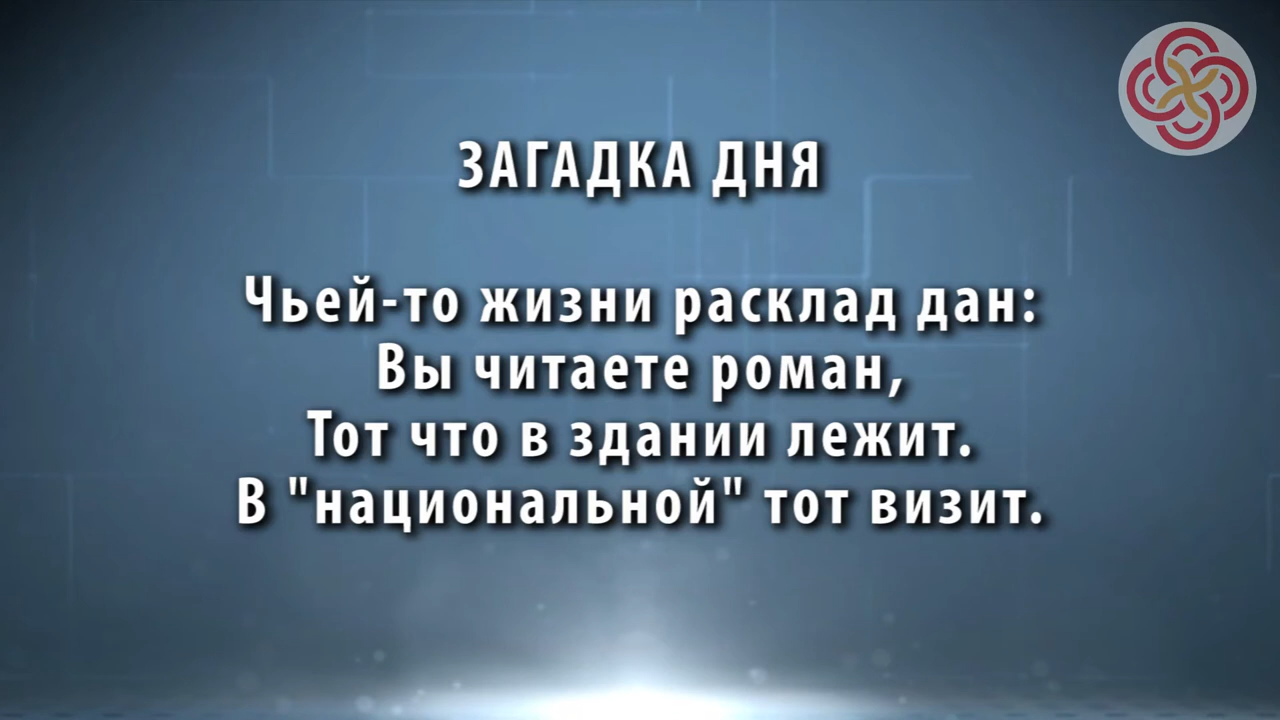 ЗАГАДКА ДНЯ
Чьей-то жизни расклад дан:
Вы читаете роман,
Тот что в здании лежит.
В "национальной" тот визит.